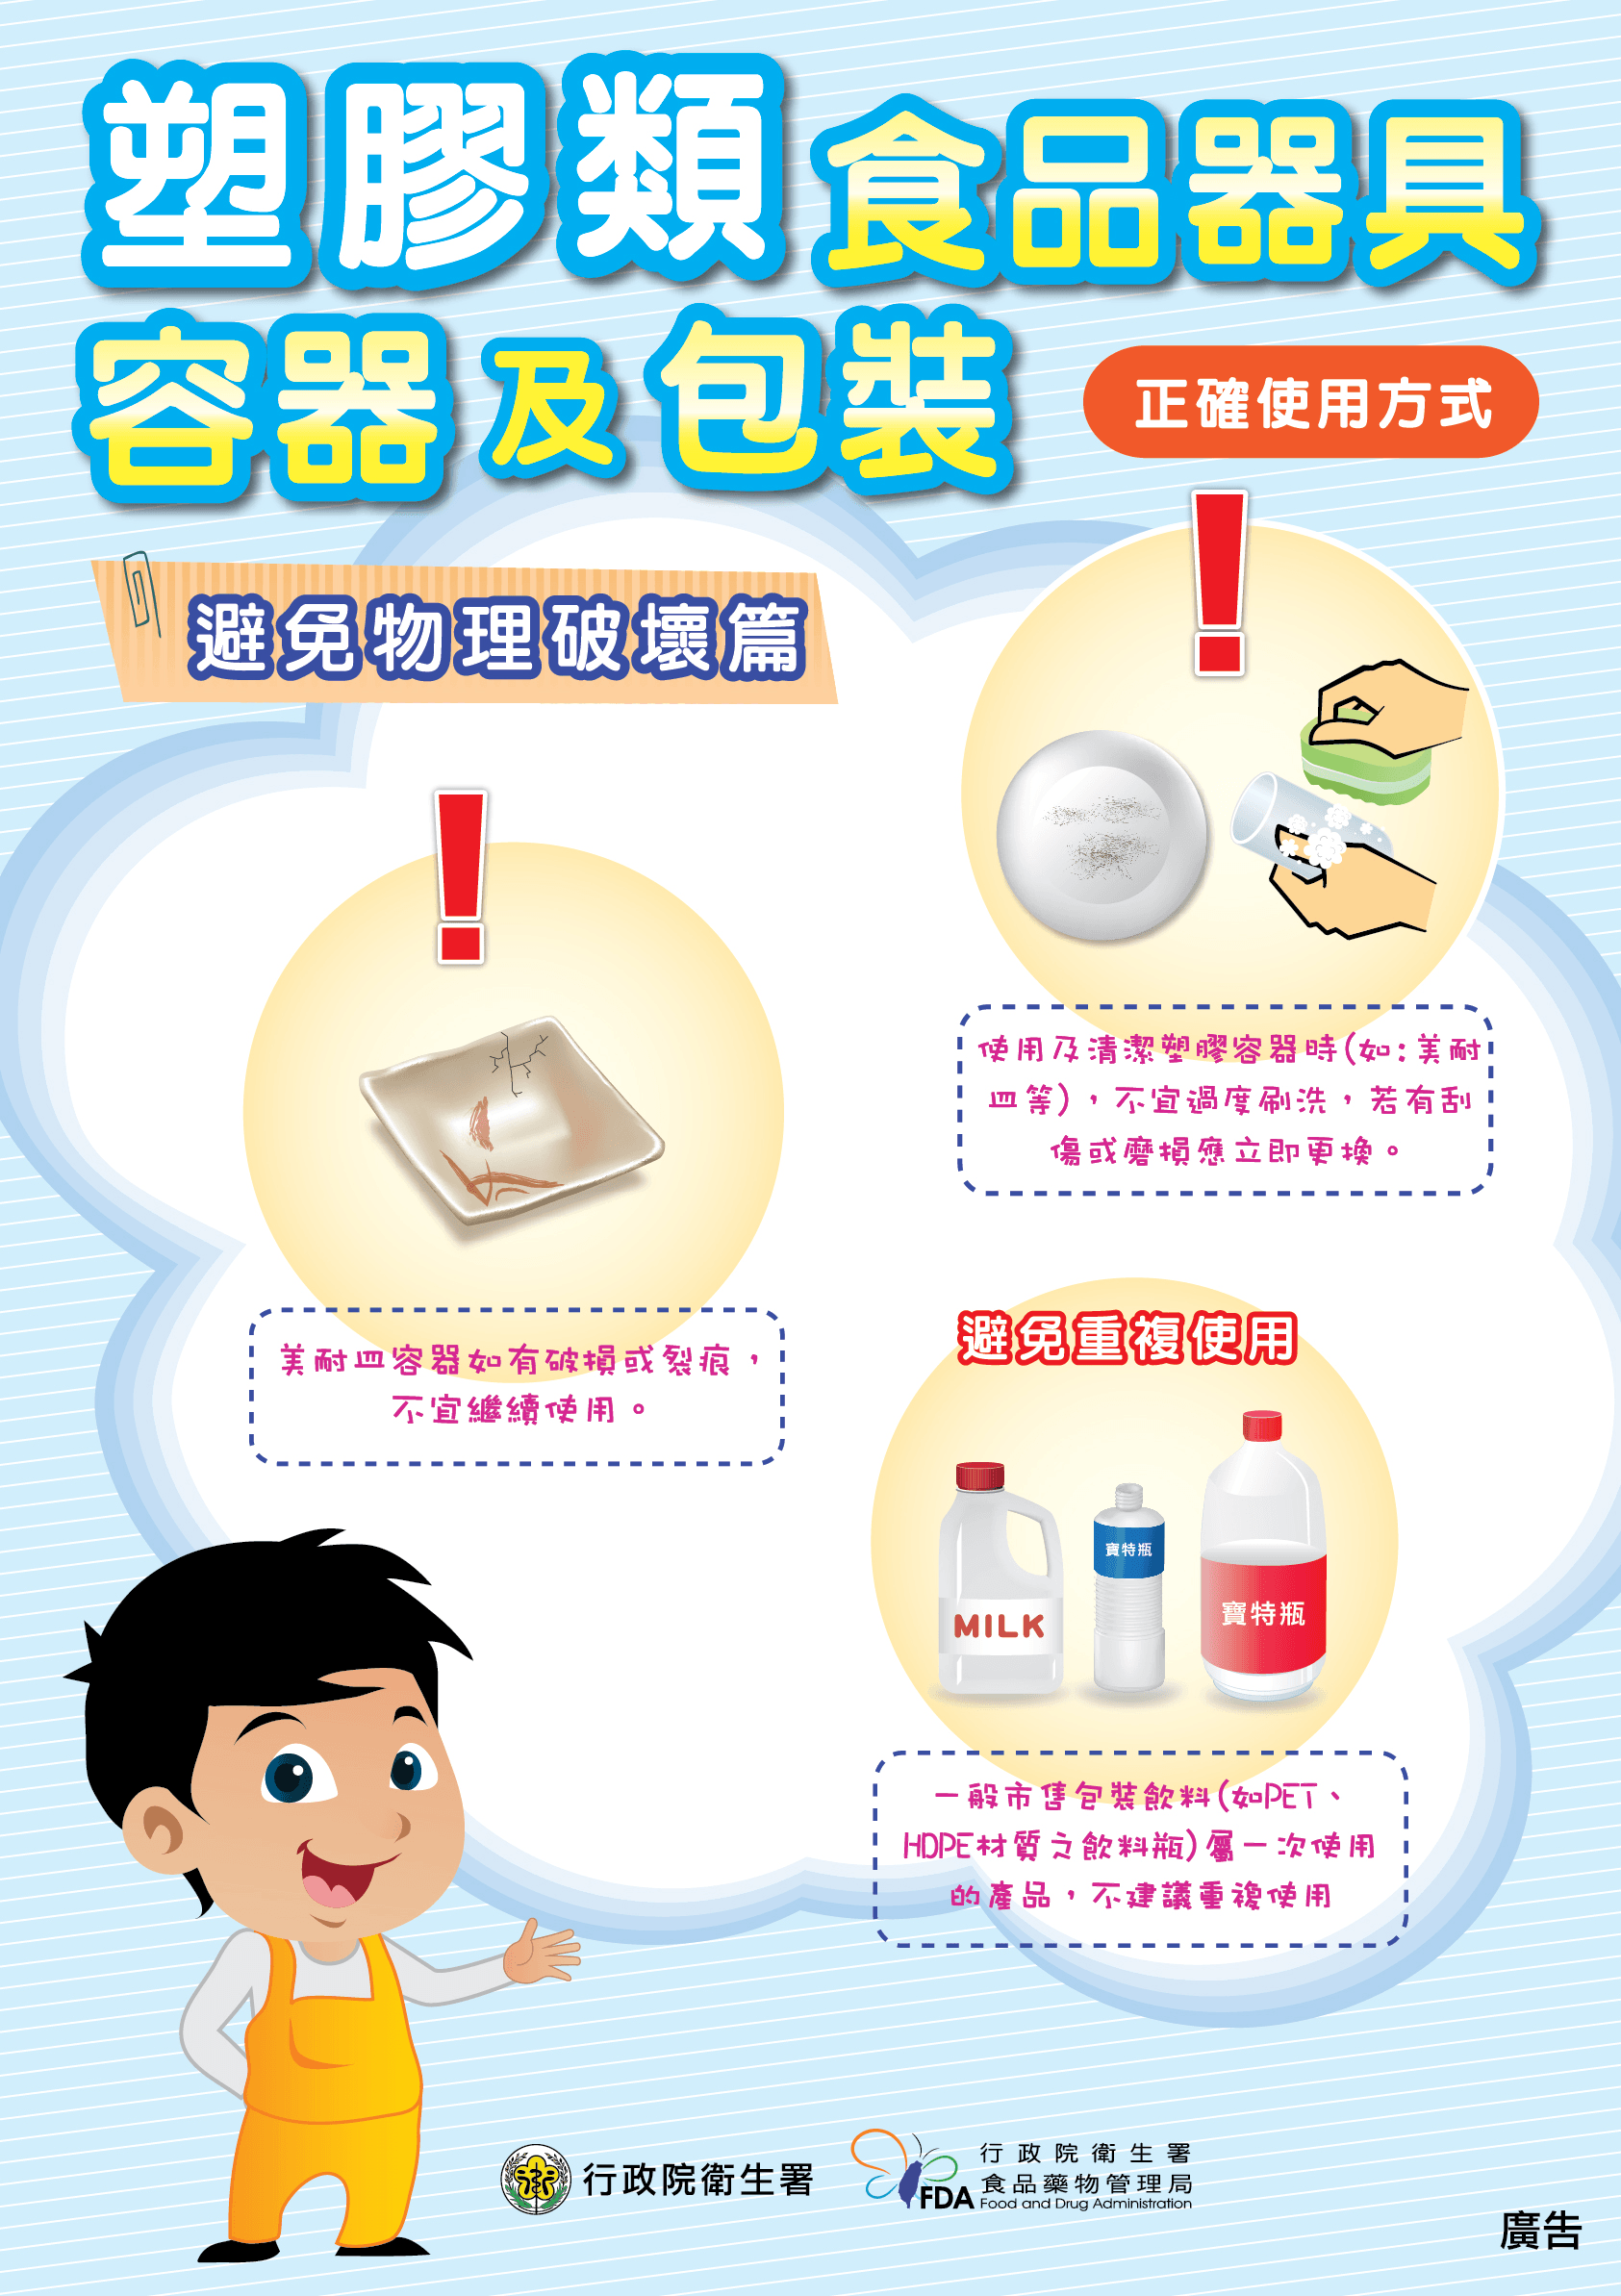 塑膠類食品器具
容器及包裝
正確使用方式
避免物理破壞篇
使用及清潔塑膠容器時(如:美耐
皿等),不宜過度刷洗,若有刮
傷或磨損應立即更換。
美耐皿容器如有破損或裂痕,
不宜繼續使用。
避免重複使用
MILK
寶特瓶
寶特瓶
一般市售包裝飲料(如PET、
HDPE材質之飲料瓶)屬一次使用
的產品,不建議重複使用
行政院衛生署
FDA
行政院衛生署
食品藥物管理局
Food and Drug Administration
廣告